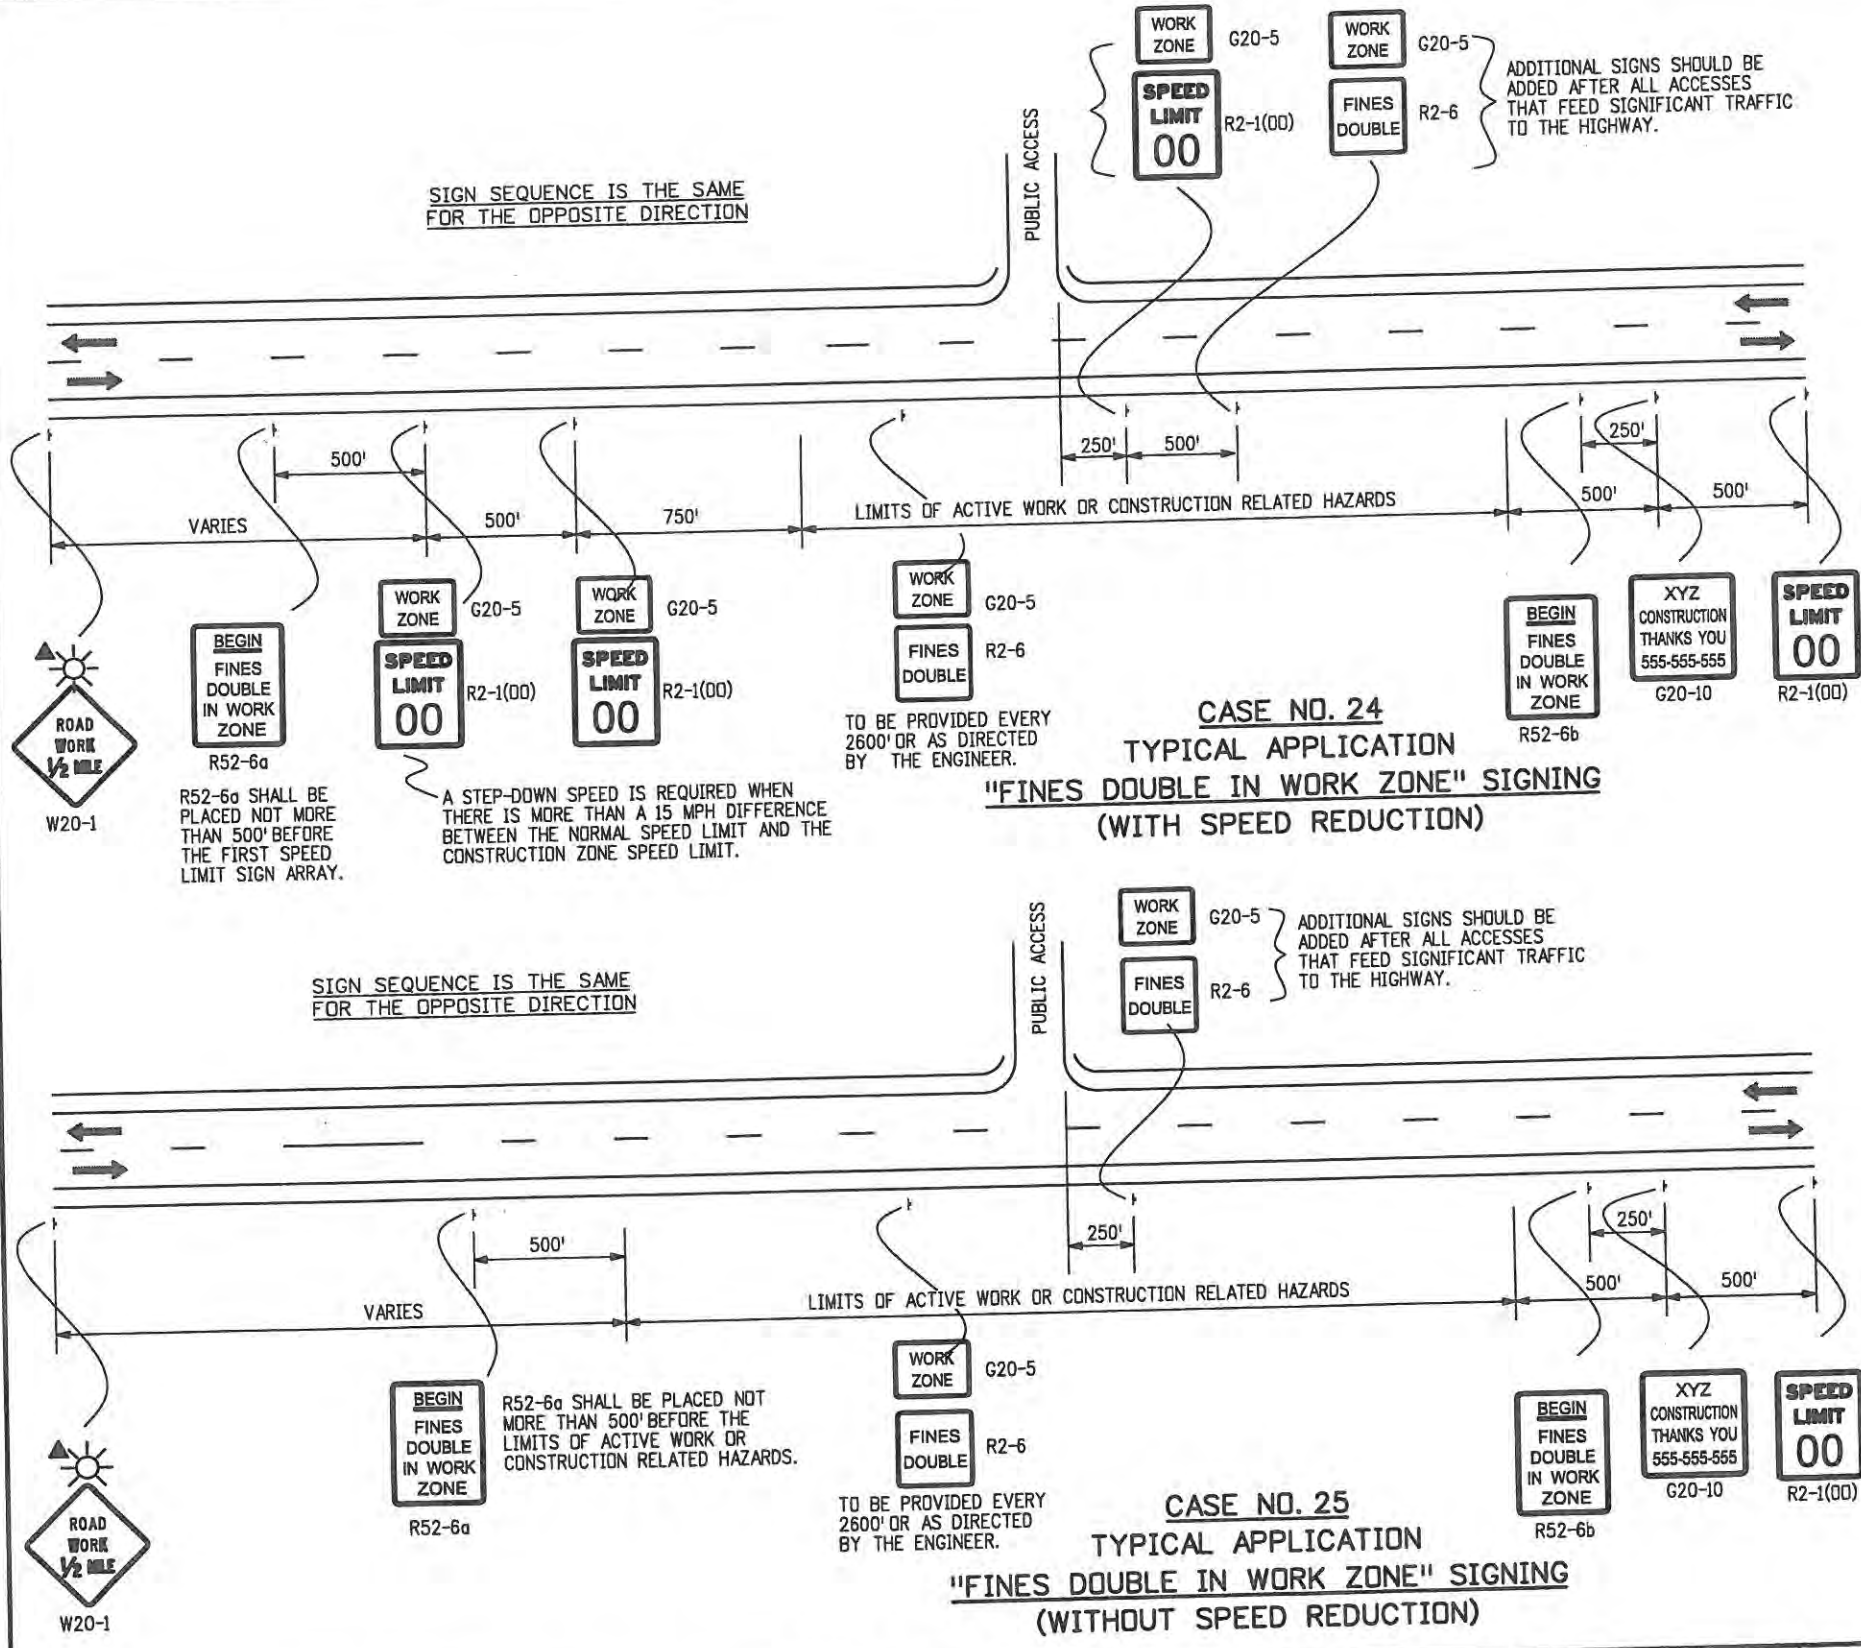 WORK
ZONE
G20-5
SPEED
LIMIT
00
R2-1(00)
WORK
ZONE
G20-5
FINES
DOUBLE
R2-6
ADDITIONAL SIGNS SHOULD BE
ADDED AFTER ALL ACCESSES
THAT FEED SIGNIFICANT TRAFFIC
TO THE HIGHWAY.
SIGN SEQUENCE IS THE SAME
FOR THE OPPOSITE DIRECTION
PUBLIC ACCESS
500'
250'
500'
250'
VARIES
500'
750'
LIMITS OF ACTIVE WORK OR CONSTRUCTION RELATED HAZARDS
500'
500'
ROAD
WORK
1/2 MILE
W20-1
BEGIN
FINES
DOUBLE
IN WORK
ZONE
R52-6a
R52-6a SHALL BE
PLACED NOT MORE
THAN 500' BEFORE
THE FIRST SPEED
LIMIT SIGN ARRAY.
WORK
ZONE
G20-5
SPEED
LIMIT
00
R2-1(00)
A STEP-DOWN SPEED IS REQUIRED WHEN
THERE IS MORE THAN A 15 MPH DIFFERENCE
BETWEEN THE NORMAL SPEED LIMIT AND THE
CONSTRUCTION ZONE SPEED LIMIT.
WORK
ZONE
G20-5
SPEED
LIMIT
00
R2-1(00)
WORK
ZONE
G20-5
FINES
DOUBLE
R2-6
TO BE PROVIDED EVERY
2600' OR AS DIRECTED
BY THE ENGINEER.
BEGIN
FINES
DOUBLE
IN WORK
ZONE
R52-6b
XYZ
CONSTRUCTION
THANKS YOU
555-555-555
G20-10
SPEED
LIMIT
00
R2-1(00)
CASE NO. 24
TYPICAL APPLICATION
"FINES DOUBLE IN WORK ZONE" SIGNING
(WITH SPEED REDUCTION)
WORK
ZONE
G20-5
FINES
DOUBLE
R2-6
ADDITIONAL SIGNS SHOULD BE
ADDED AFTER ALL ACCESSES
THAT FEED SIGNIFICANT TRAFFIC
TO THE HIGHWAY.
SIGN SEQUENCE IS THE SAME
FOR THE OPPOSITE DIRECTION
PUBLIC ACCESS
500'
250'
250'
VARIES
LIMITS OF ACTIVE WORK OR CONSTRUCTION RELATED HAZARDS
500'
500'
ROAD
WORK
1/2 MILE
W20-1
BEGIN
FINES
DOUBLE
IN WORK
ZONE
R52-6a
R52-6a SHALL BE PLACED NOT
MORE THAN 500' BEFORE THE
LIMITS OF ACTIVE WORK OR
CONSTRUCTION RELATED HAZARDS.
WORK
ZONE
G20-5
FINES
DOUBLE
R2-6
TO BE PROVIDED EVERY
2600' OR AS DIRECTED
BY THE ENGINEER.
BEGIN
FINES
DOUBLE
IN WORK
ZONE
R52-6b
XYZ
CONSTRUCTION
THANKS YOU
555-555-555
G20-10
SPEED
LIMIT
00
R2-1(00)
CASE NO. 25
TYPICAL APPLICATION
"FINES DOUBLE IN WORK ZONE" SIGNING
(WITHOUT SPEED REDUCTION)